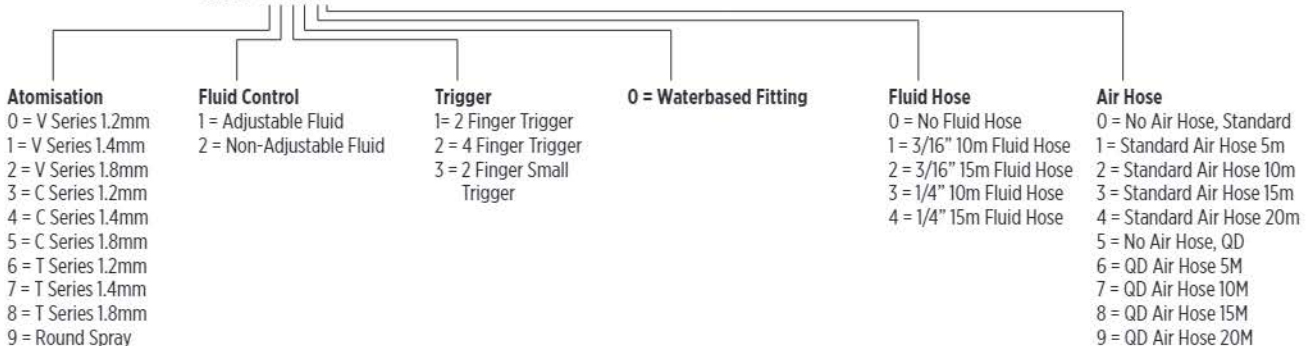 Atomisation
0 = V Series 1.2mm
1 = V Series 1.4mm
2 = V Series 1.8mm
3 = C Series 1.2mm
4 = C Series 1.4mm
5 = C Series 1.8mm
6 = T Series 1.2mm
7 = T Series 1.4mm
8 = T Series 1.8mm
9 = Round Spray
Fluid Control
1 = Adjustable Fluid
2 = Non-Adjustable Fluid
Trigger
1= 2 Finger Trigger
2 = 4 Finger Trigger
3 = 2 Finger Small
Trigger
0 = Waterbased Fitting
Fluid Hose
0 = No Fluid Hose
1 = 3/16” 10m Fluid Hose
2 = 3/16” 15m Fluid Hose
3 = 1/4” 10m Fluid Hose
4 = 1/4” 15m Fluid Hose
Air Hose
0 = No Air Hose, Standard
1 = Standard Air Hose 5m
2 = Standard Air Hose 10m
3 = Standard Air Hose 15m
4 = Standard Air Hose 20m
5 = No Air Hose, QD
6 = QD Air Hose 5M
7 = QD Air Hose 10M
8 = QD Air Hose 15M
9 = QD Air Hose 20M